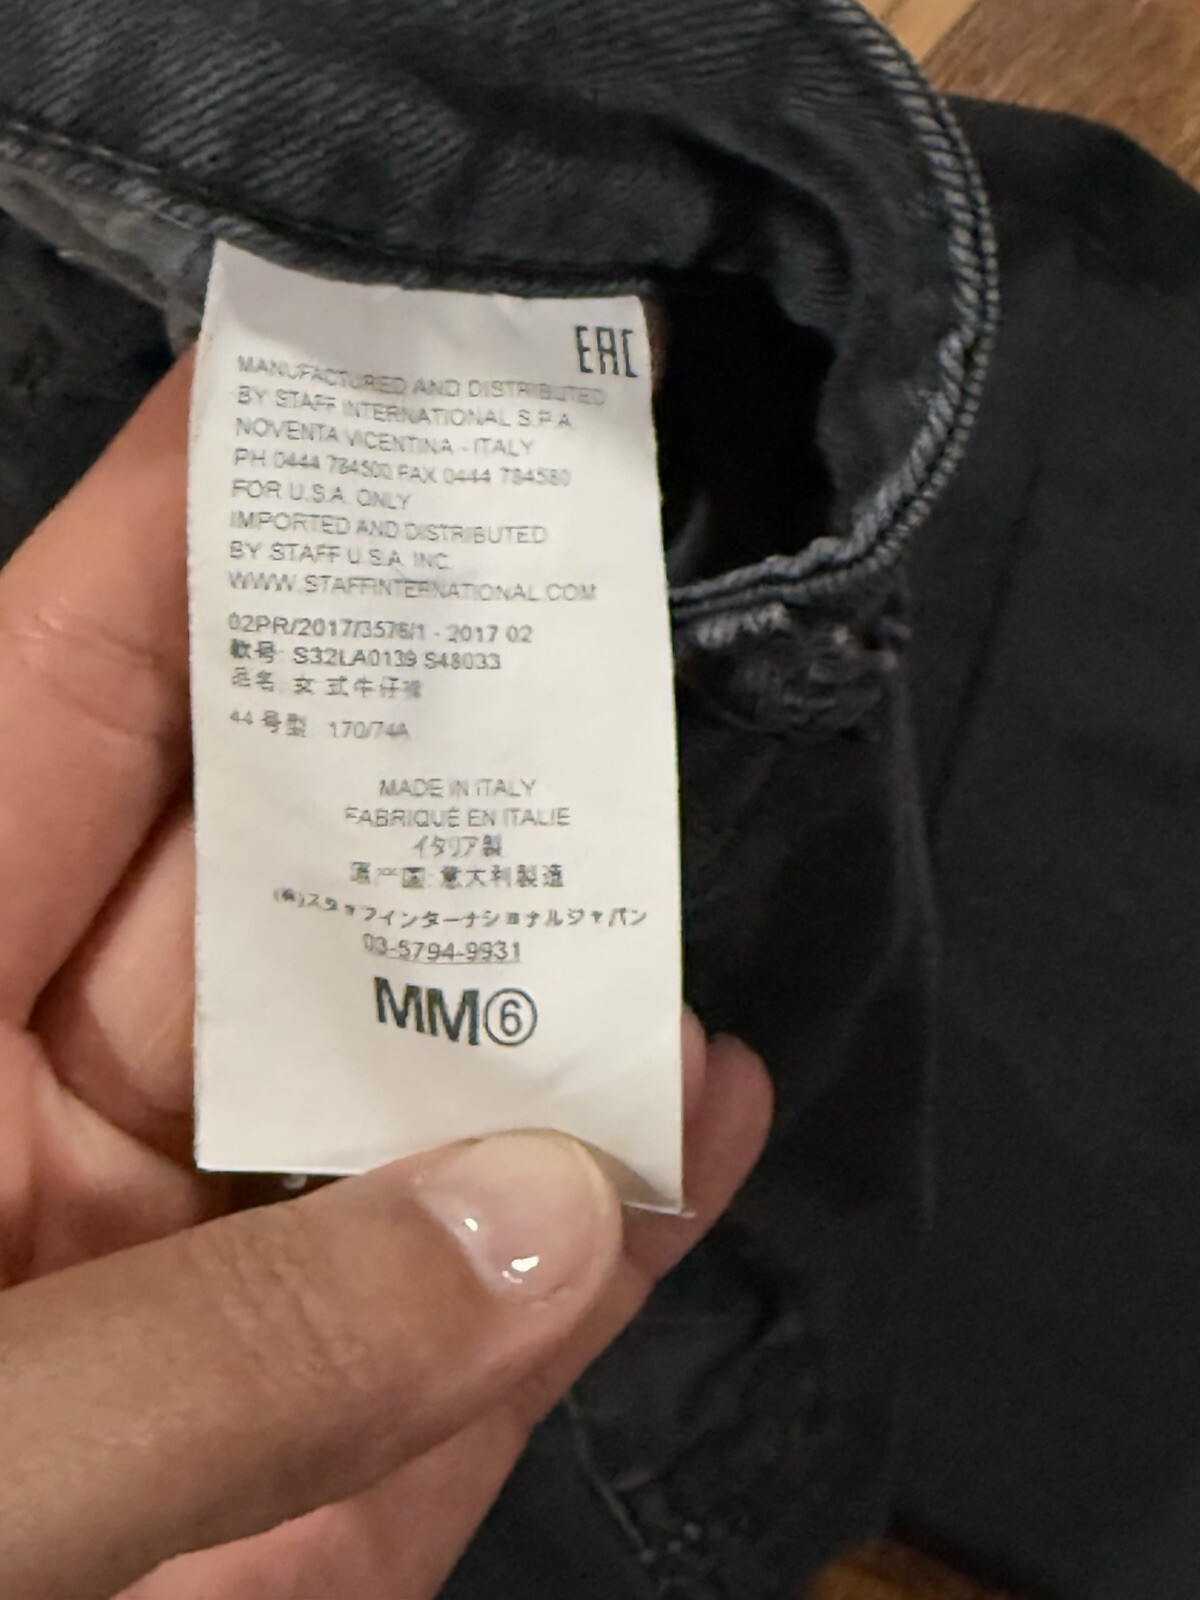 EAC
MANUFACTURED AND DISTRIBUTED
BY STAFF INTERNATIONAL S.P.A.
NOVENTA VICENTINA - ITALY
PH 0444 784500 FAX 0444 784580
FOR U.S.A. ONLY
IMPORTED AND DISTRIBUTED
BY STAFF U.S.A. INC.
WWW.STAFFINTERNATIONAL.COM
02PR/2017/3576/1 - 2017 02
款号: S32LA0139 S48033
品名: 女 式牛仔裤
44 号型: 170/74A
MADE IN ITALY
FABRIQUÉ EN ITALIE
イタリア製
原产国: 意大利製造
(株)スタッフインターナショナルジャパン
03-5794-9931
MM⑥